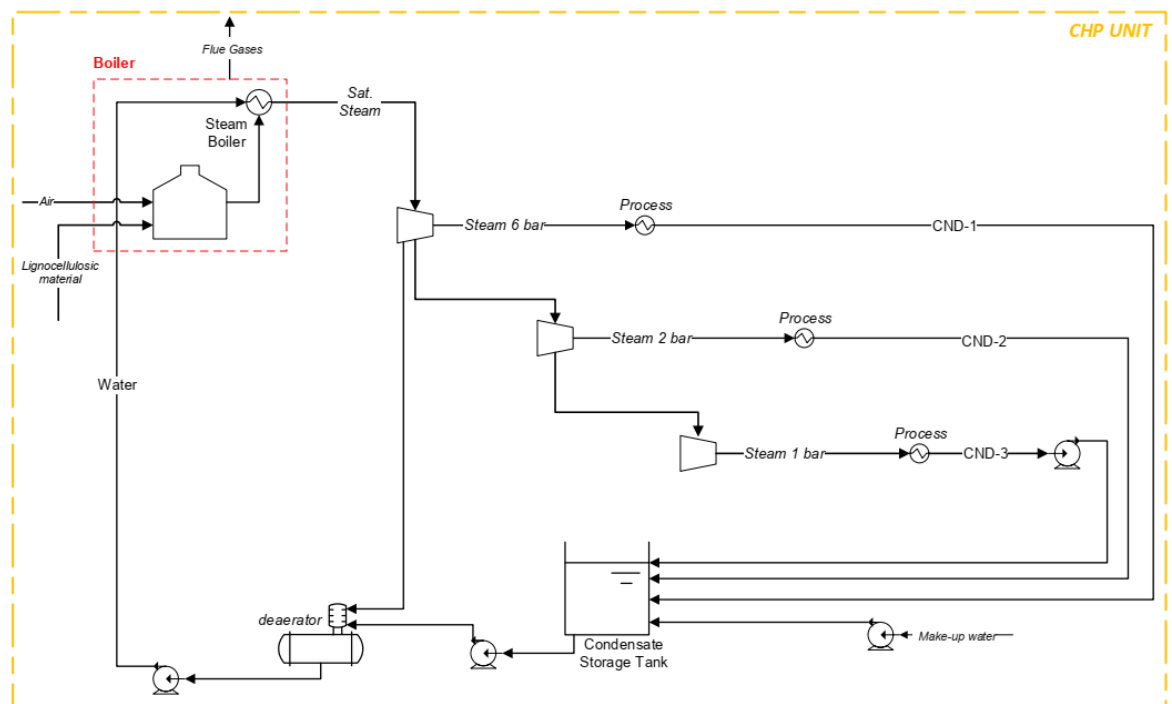 CHP UNIT
Flue Gases
Boiler
Sat.
Steam
Steam
Boiler
Air
Lignocellulosic
material
Process
Steam 6 bar
CND-1
Process
Steam 2 bar
CND-2
Water
Process
Steam 1 bar
CND-3
deaerator
Condensate
Storage Tank
Make-up water